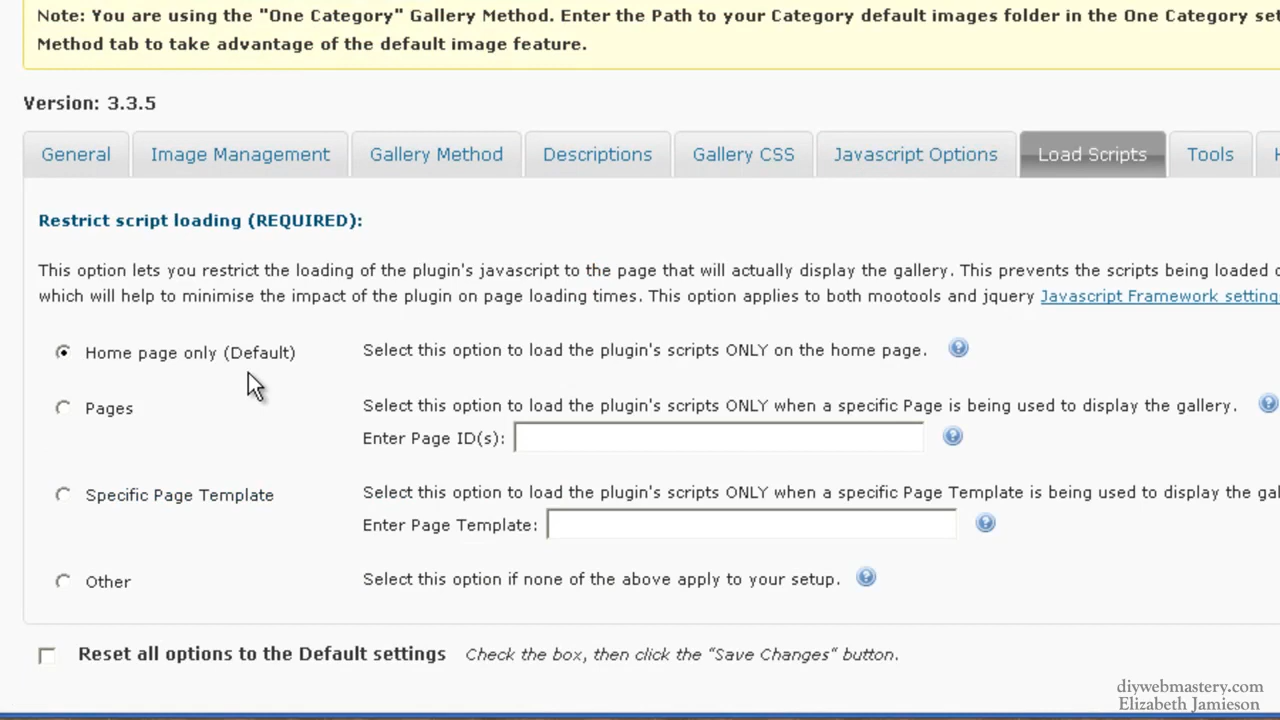 Note: You are using the "One Category" Gallery Method. Enter the Path to your Category default images folder in the One Category
Method tab to take advantage of the default image feature.
Version: 3.3.5
General Image Management Gallery Method Descriptions Gallery CSS Javascript Options Load Scripts Tools
Restrict script loading (REQUIRED):
This option lets you restrict the loading of the plugin's javascript to the page that will actually display the gallery. This prevents the scripts being loaded
which will help to minimise the impact of the plugin on page loading times. This option applies to both mootools and jquery Javascript Framework setting
Home page only (Default) Select this option to load the plugin's scripts ONLY on the home page.
Pages Select this option to load the plugin's scripts ONLY when a specific Page is being used to display the gallery.
Enter Page ID(s):
Specific Page Template Select this option to load the plugin's scripts ONLY when a specific Page Template is being used to display the
Enter Page Template:
Other Select this option if none of the above apply to your setup.
Reset all options to the Default settings Check the box, then click the "Save Changes" button.
diywebmastery.com
Elizabeth Jamieson